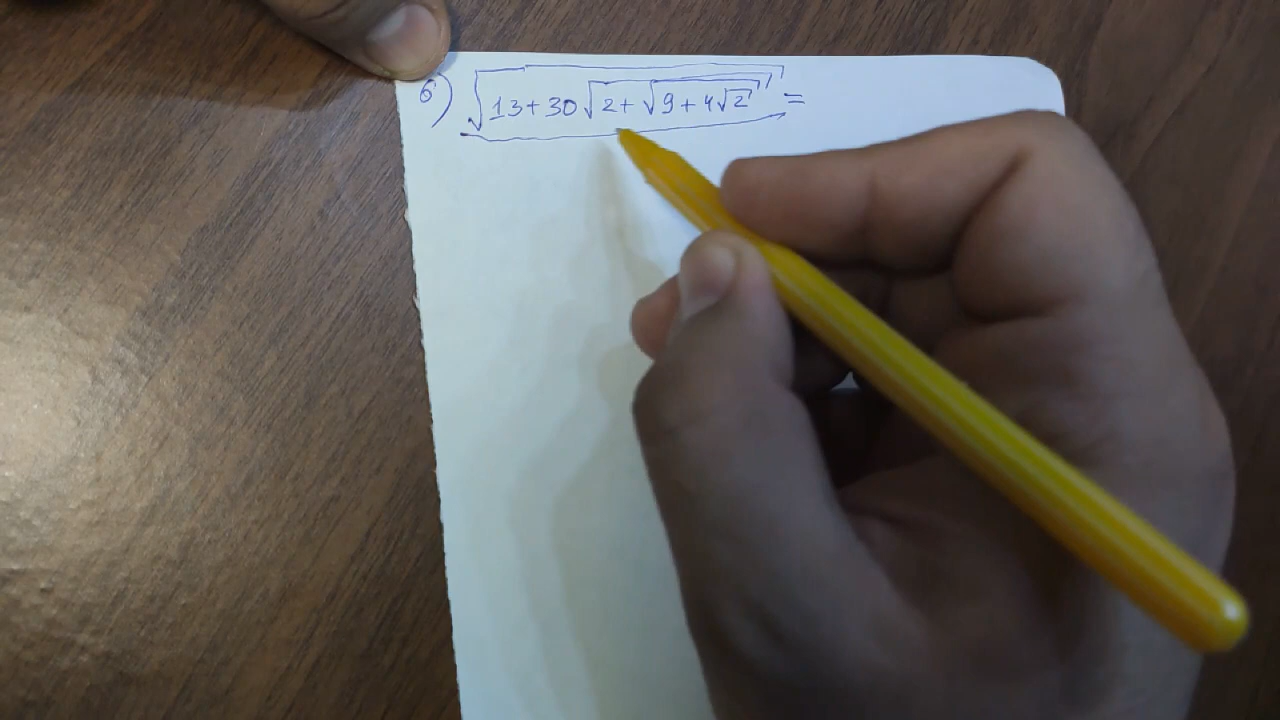 6) √(13+30√(2+√(9+4√2))) =